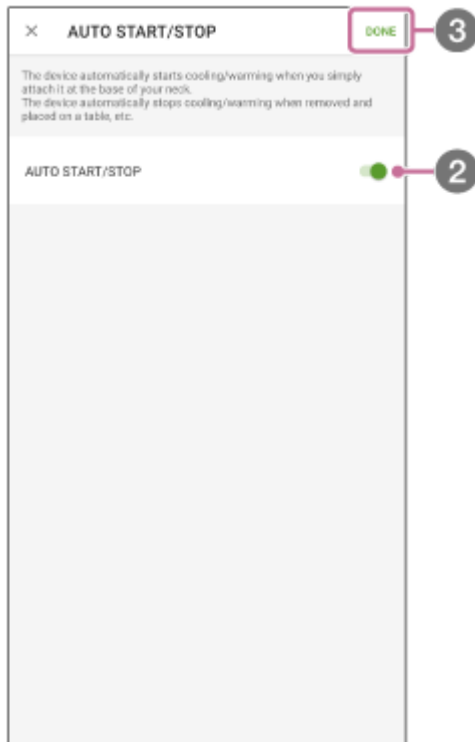 × AUTO START/STOP DONE 3
The device automatically starts cooling/warming when you simply
attach it at the base of your neck.
The device automatically stops cooling/warming when removed and
placed on a table, etc.
AUTO START/STOP 2